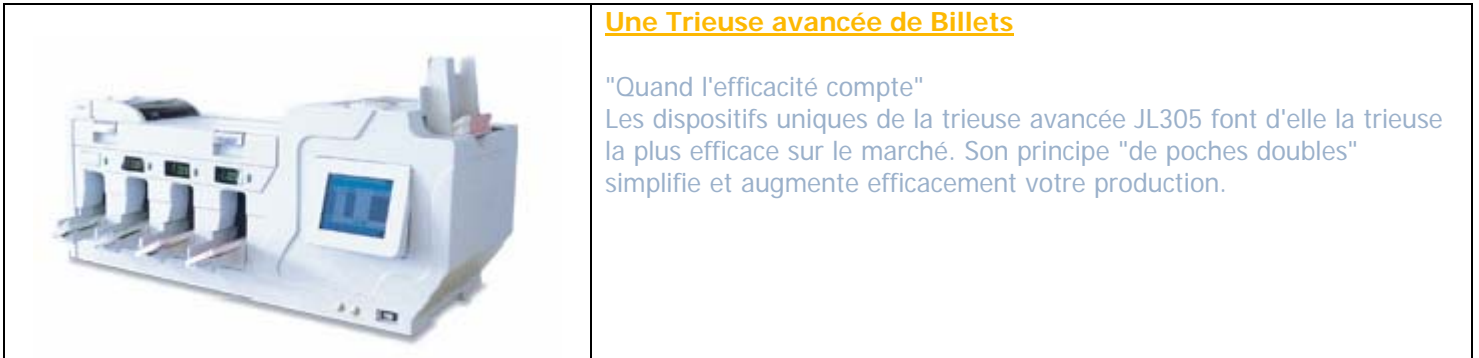 Une Trieuse avancée de Billets
"Quand l'efficacité compte"
Les dispositifs uniques de la trieuse avancée JL305 font d'elle la trieuse
la plus efficace sur le marché. Son principe "de poches doubles"
simplifie et augmente efficacement votre production.